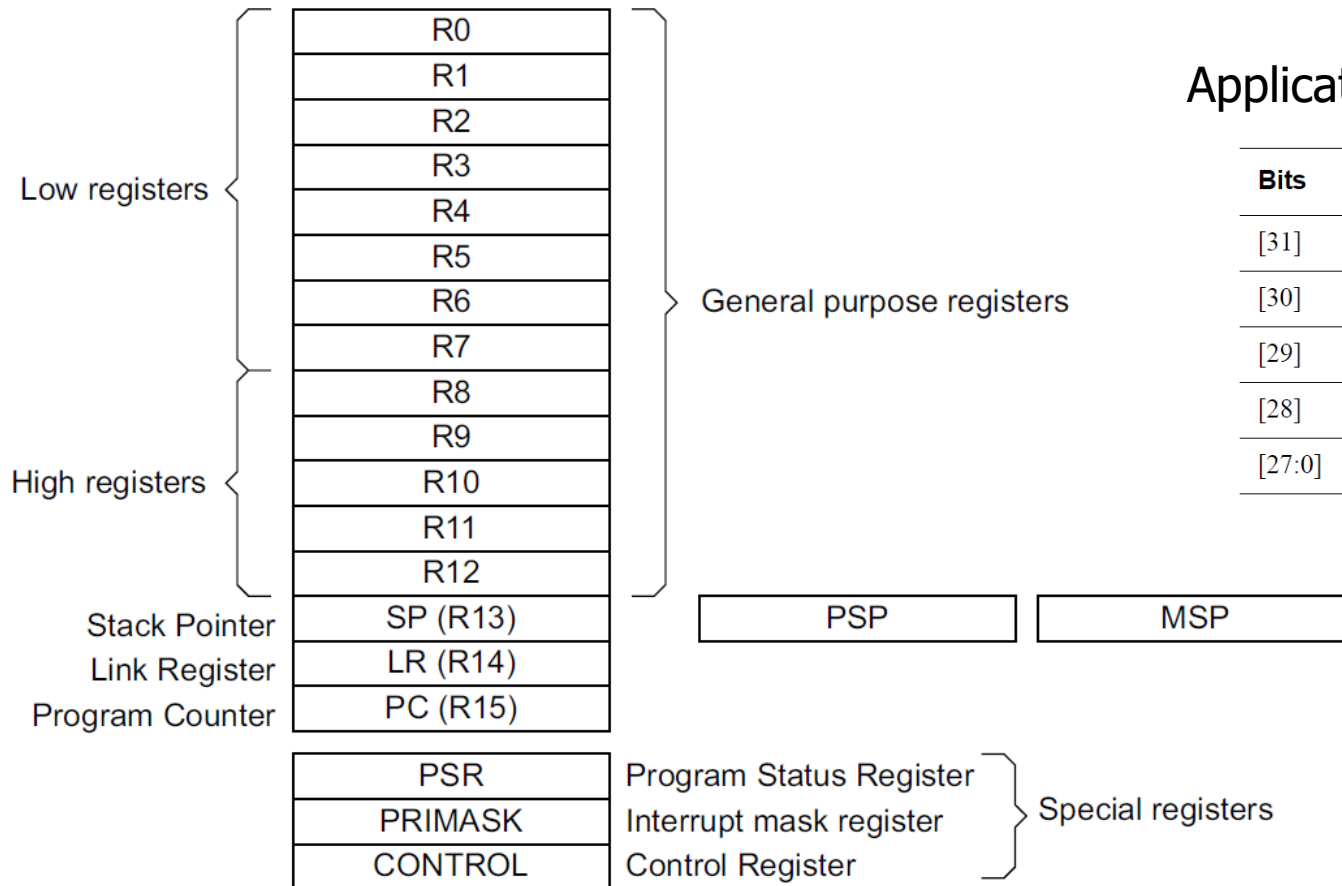 R0
R1
R2
R3
R4
R5
R6
R7
R8
R9
R10
R11
R12
SP (R13)
LR (R14)
PC (R15)
Low registers
High registers
Stack Pointer
Link Register
Program Counter
General purpose registers
PSP
MSP
PSR
PRIMASK
CONTROL
Program Status Register
Interrupt mask register
Control Register
Special registers
Bits
[31]
[30]
[29]
[28]
[27:0]